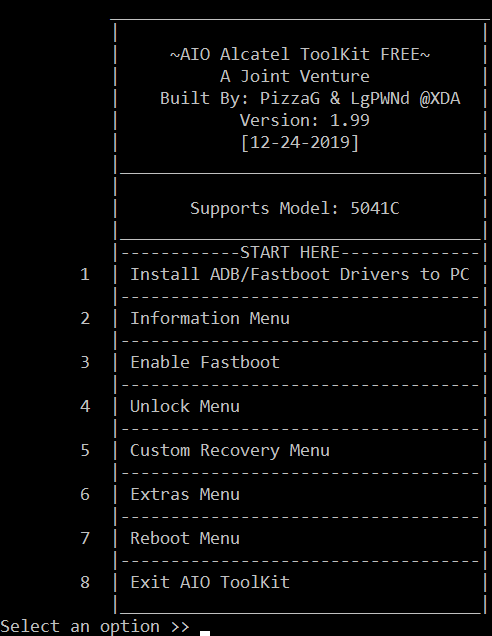 ~AIO Alcatel ToolKit FREE~
A Joint Venture
Built By: PizzaG & LgPWNd @XDA
Version: 1.99
[12-24-2019]
Supports Model: 5041C
START HERE
1 Install ADB/Fastboot Drivers to PC
2 Information Menu
3 Enable Fastboot
4 Unlock Menu
5 Custom Recovery Menu
6 Extras Menu
7 Reboot Menu
8 Exit AIO ToolKit
Select an option >>